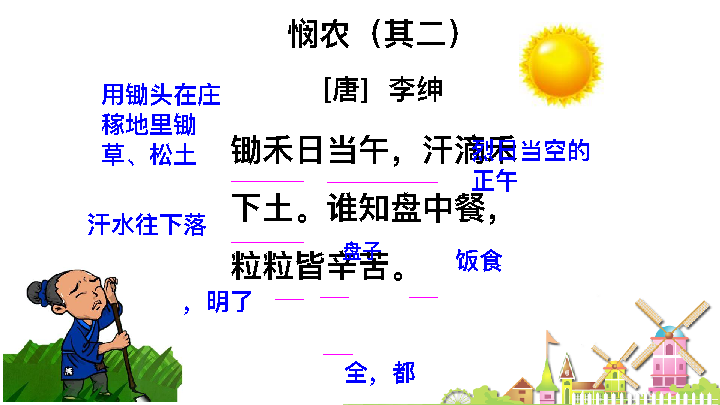 悯农（其二）
[唐] 李绅
用锄头在庄
稼地里锄
草、松土
锄禾日当午，汗滴禾
烈日当空的
正午
下土。谁知盘中餐，
汗水往下落
盘子
饭食
粒粒皆辛苦。
，明了
全，都